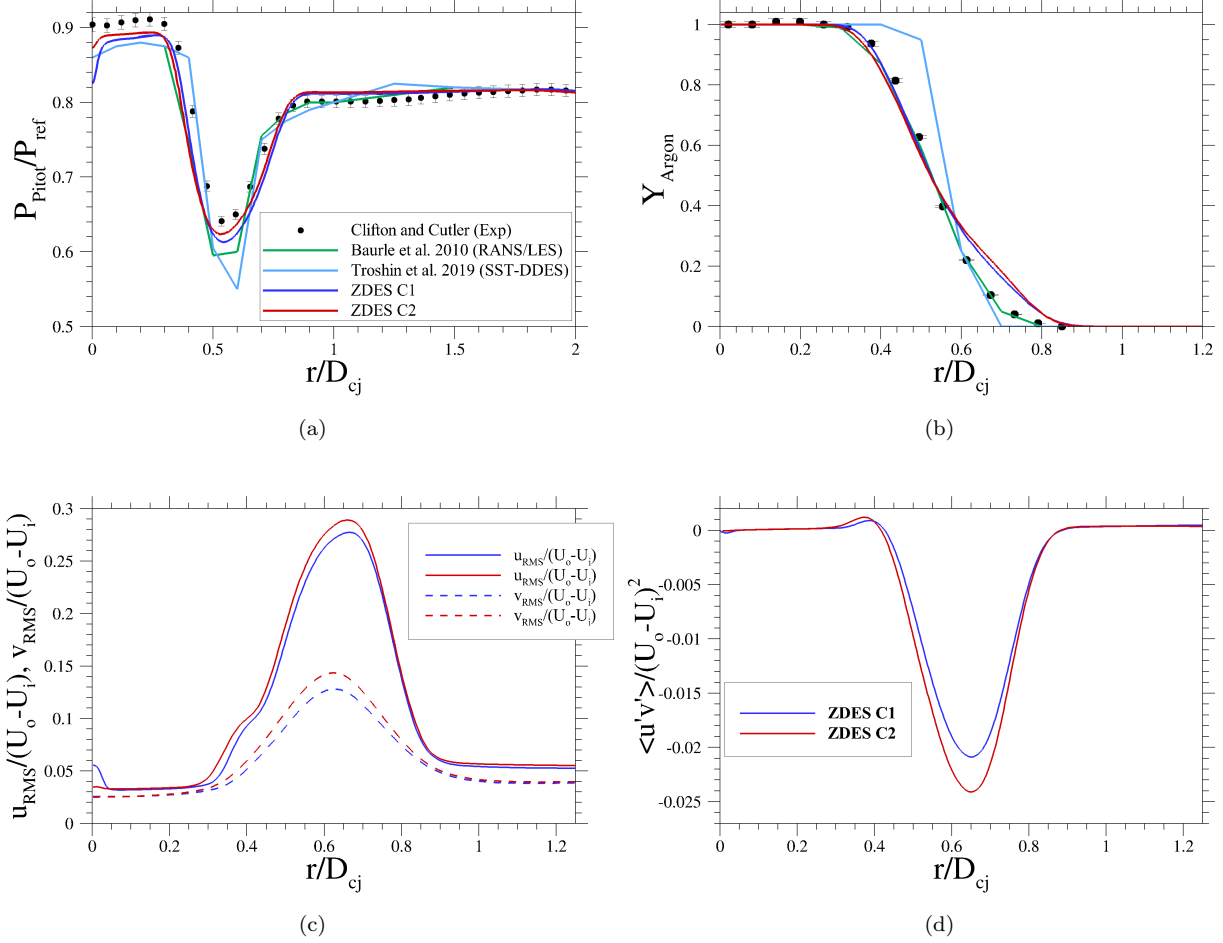 0.9
0.8
0.7
0.6
0.5
P_Pitot/P_ref
0 0.5 1 1.5 2
r/D_cj
Clifton and Cutler (Exp)
Baurle et al. 2010 (RANS/LES)
Troshin et al. 2019 (SST-DDES)
ZDES C1
ZDES C2
(a)
1
0.8
0.6
0.4
0.2
0
Y_Argon
0 0.2 0.4 0.6 0.8 1 1.2
r/D_cj
(b)
0.3
0.25
0.2
0.15
0.1
0.05
0
u_RMS/(U_o-U_i), v_RMS/(U_o-U_i)
0 0.2 0.4 0.6 0.8 1 1.2
r/D_cj
u_RMS/(U_o-U_i)
u_RMS/(U_o-U_i)
v_RMS/(U_o-U_i)
v_RMS/(U_o-U_i)
(c)
0
-0.005
-0.01
-0.015
-0.02
-0.025
<u'v'>/(U_o-U_i)^2
0 0.2 0.4 0.6 0.8 1 1.2
r/D_cj
ZDES C1
ZDES C2
(d)